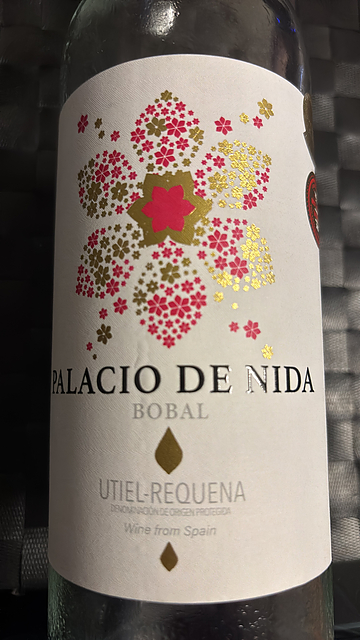 PALACIO DE NIDA
BOBAL
UTIEL-REQUENA
DENOMINACIÓN DE ORIGEN PROTEGIDA
Wine from Spain